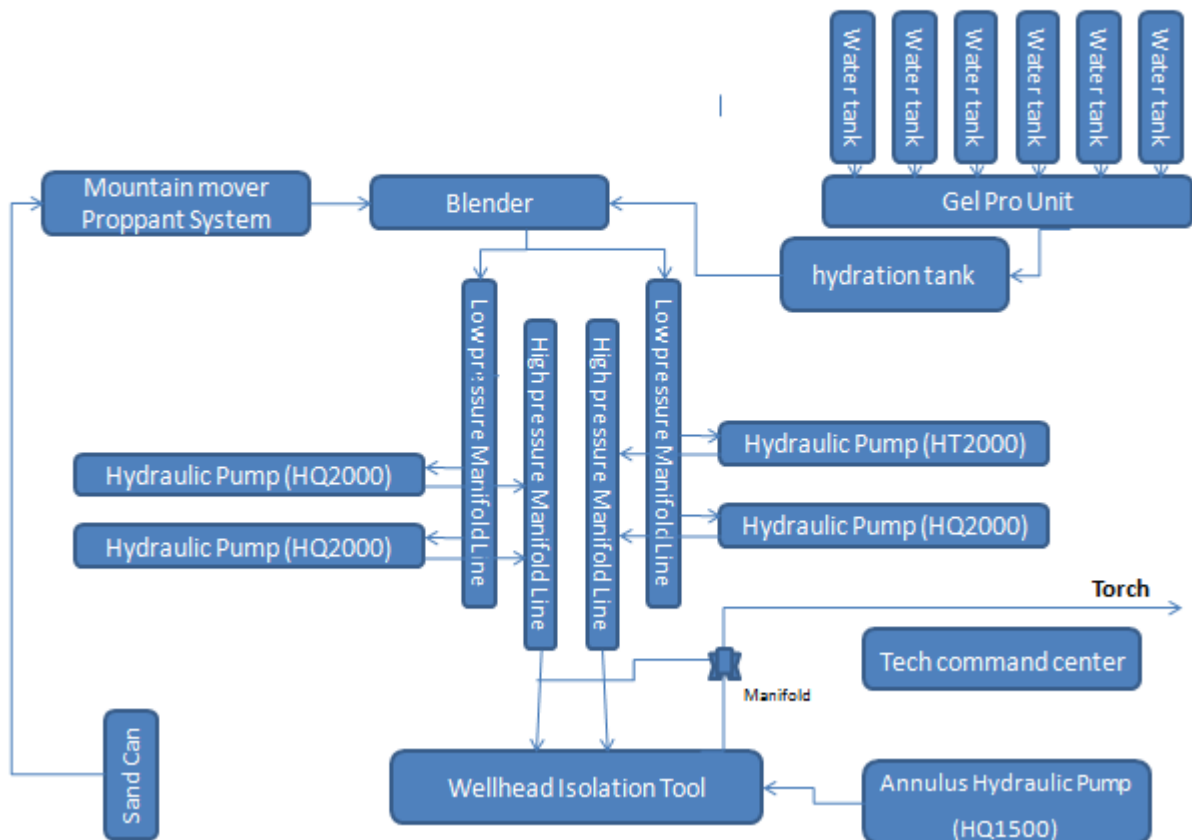 Water tank
Water tank
Water tank
Water tank
Water tank
Water tank
Mountain mover
Proppant System
Blender
Gel Pro Unit
hydration tank
Low pressure Manifold Line
High pressure Manifold Line
High pressure Manifold Line
Low pressure Manifold Line
Hydraulic Pump (HT2000)
Hydraulic Pump (HQ2000)
Hydraulic Pump (HQ2000)
Hydraulic Pump (HQ2000)
Torch
Tech command center
Manifold
Sand Can
Wellhead Isolation Tool
Annulus Hydraulic Pump
(HQ1500)